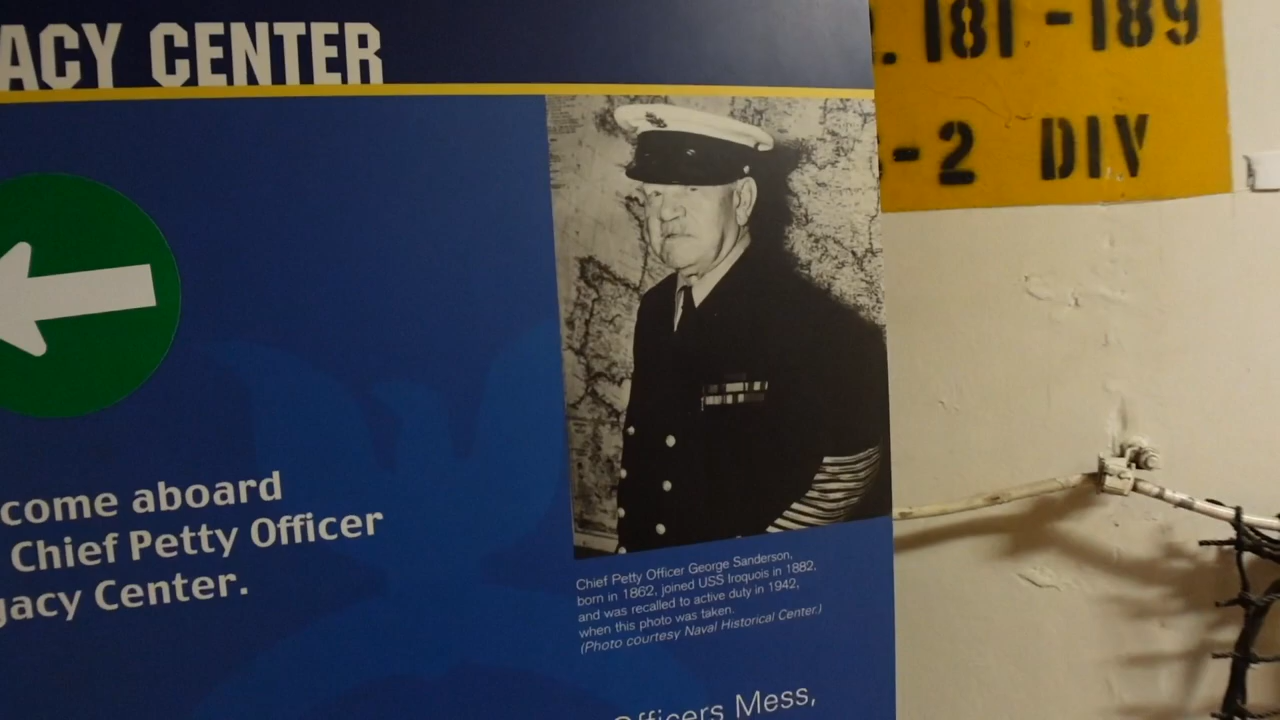 ACY CENTER
. 181-189
-2 DIV
come aboard
Chief Petty Officer
gacy Center.
Chief Petty Officer George Sanderson,
born in 1862, joined USS Iroquois in 1882,
and was recalled to active duty in 1942,
when this photo was taken.
(Photo courtesy Naval Historical Center.)
Officers Mess,